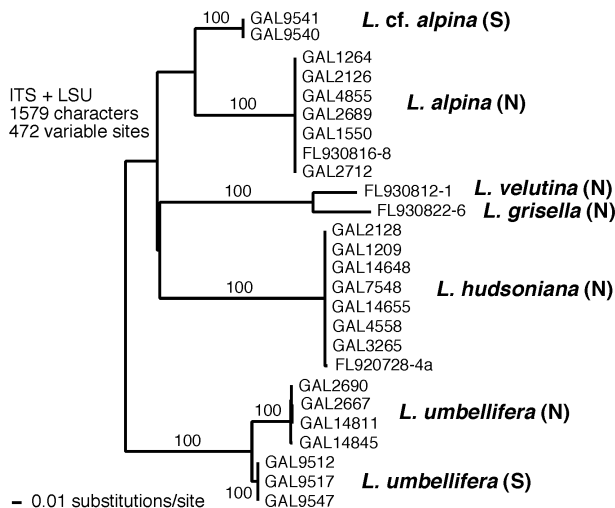 100
GAL9541
GAL9540
L. cf. alpina (S)
ITS + LSU
1579 characters
472 variable sites
100
GAL1264
GAL2126
GAL4855
GAL2689
GAL1550
FL930816-8
GAL2712
L. alpina (N)
100
FL930812-1
L. velutina (N)
FL930822-6
L. grisella (N)
100
GAL2128
GAL1209
GAL14648
GAL7548
GAL14655
GAL4558
GAL3265
FL920728-4a
L. hudsoniana (N)
100
100
GAL2690
GAL2667
GAL14811
GAL14845
L. umbellifera (N)
100
GAL9512
GAL9517
GAL9547
L. umbellifera (S)
0.01 substitutions/site